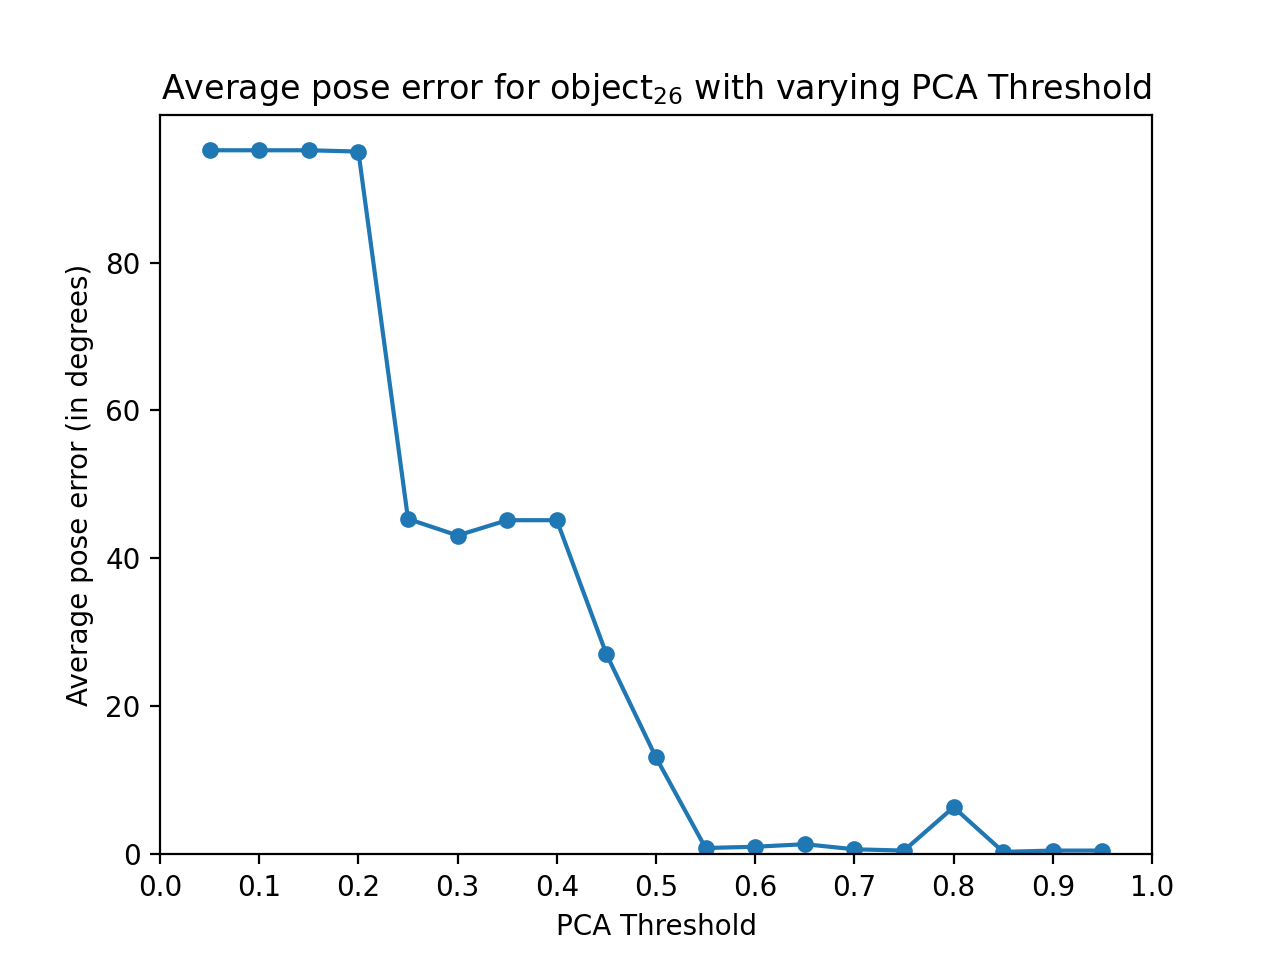 Average pose error for object₂₆ with varying PCA Threshold
Average pose error (in degrees)
80
60
40
20
0
0.0 0.1 0.2 0.3 0.4 0.5 0.6 0.7 0.8 0.9 1.0
PCA Threshold